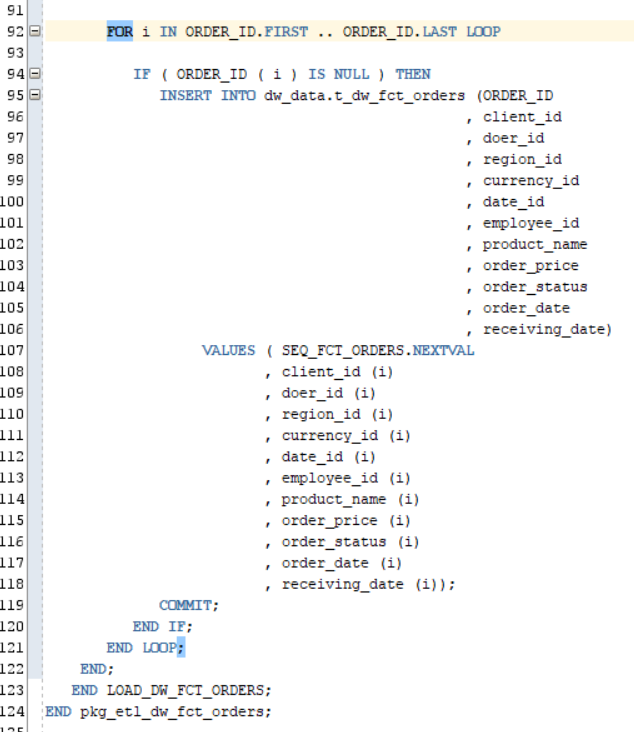 91
92 FOR i IN ORDER_ID.FIRST .. ORDER_ID.LAST LOOP
93
94 IF ( ORDER_ID ( i ) IS NULL ) THEN
95 INSERT INTO dw_data.t_dw_fct_orders (ORDER_ID
96 , client_id
97 , doer_id
98 , region_id
99 , currency_id
100 , date_id
101 , employee_id
102 , product_name
103 , order_price
104 , order_status
105 , order_date
106 , receiving_date)
107 VALUES ( SEQ_FCT_ORDERS.NEXTVAL
108 , client_id (i)
109 , doer_id (i)
110 , region_id (i)
111 , currency_id (i)
112 , date_id (i)
113 , employee_id (i)
114 , product_name (i)
115 , order_price (i)
116 , order_status (i)
117 , order_date (i)
118 , receiving_date (i));
119 COMMIT;
120 END IF;
121 END LOOP;
122 END;
123 END LOAD_DW_FCT_ORDERS;
124 END pkg_etl_dw_fct_orders;